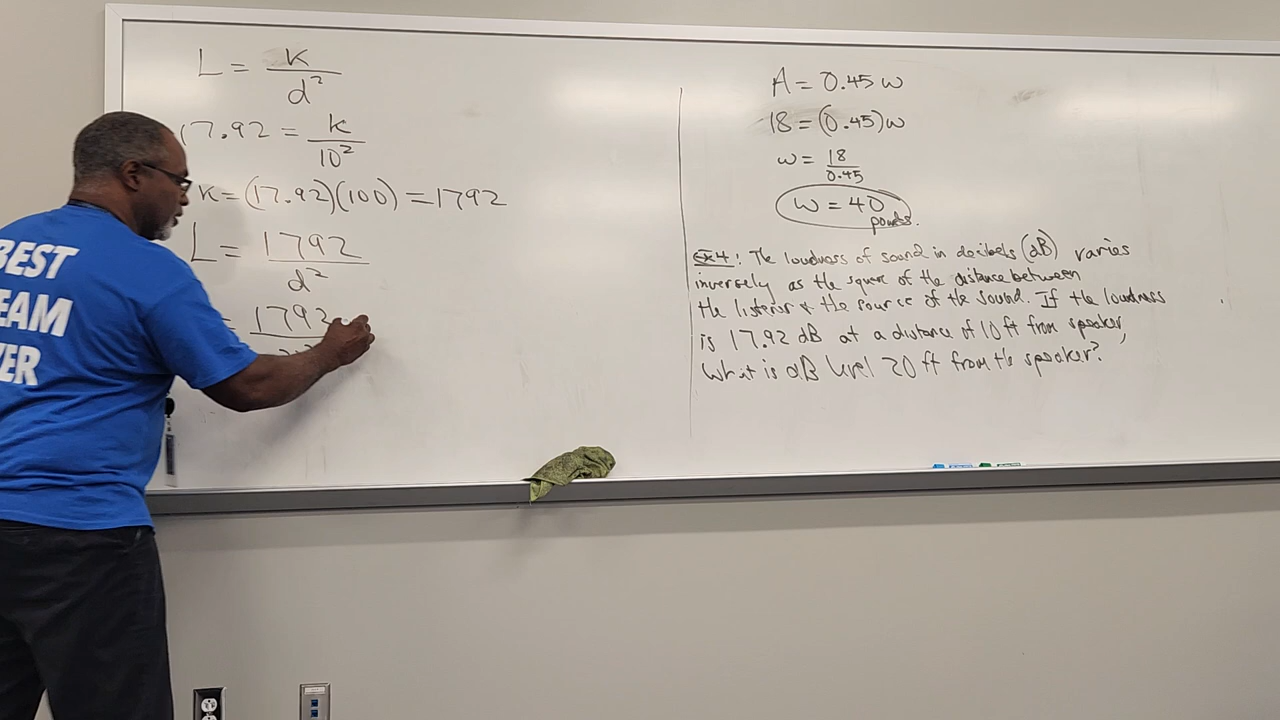 L = K / d²
17.92 = k / 10²
K = (17.92)(100) = 1792
L = 1792 / d²
= 1792
A = 0.45 w
18 = (0.45)w
w = 18 / 0.45
w = 40
pounds.
Ex4: The loudness of sound in decibels (dB) varies
inversely as the square of the distance between
the listener & the source of the sound. If the loudness
is 17.92 dB at a distance of 10 ft from speaker,
What is dB level 20 ft from the speaker?
BEST
EAM
ER